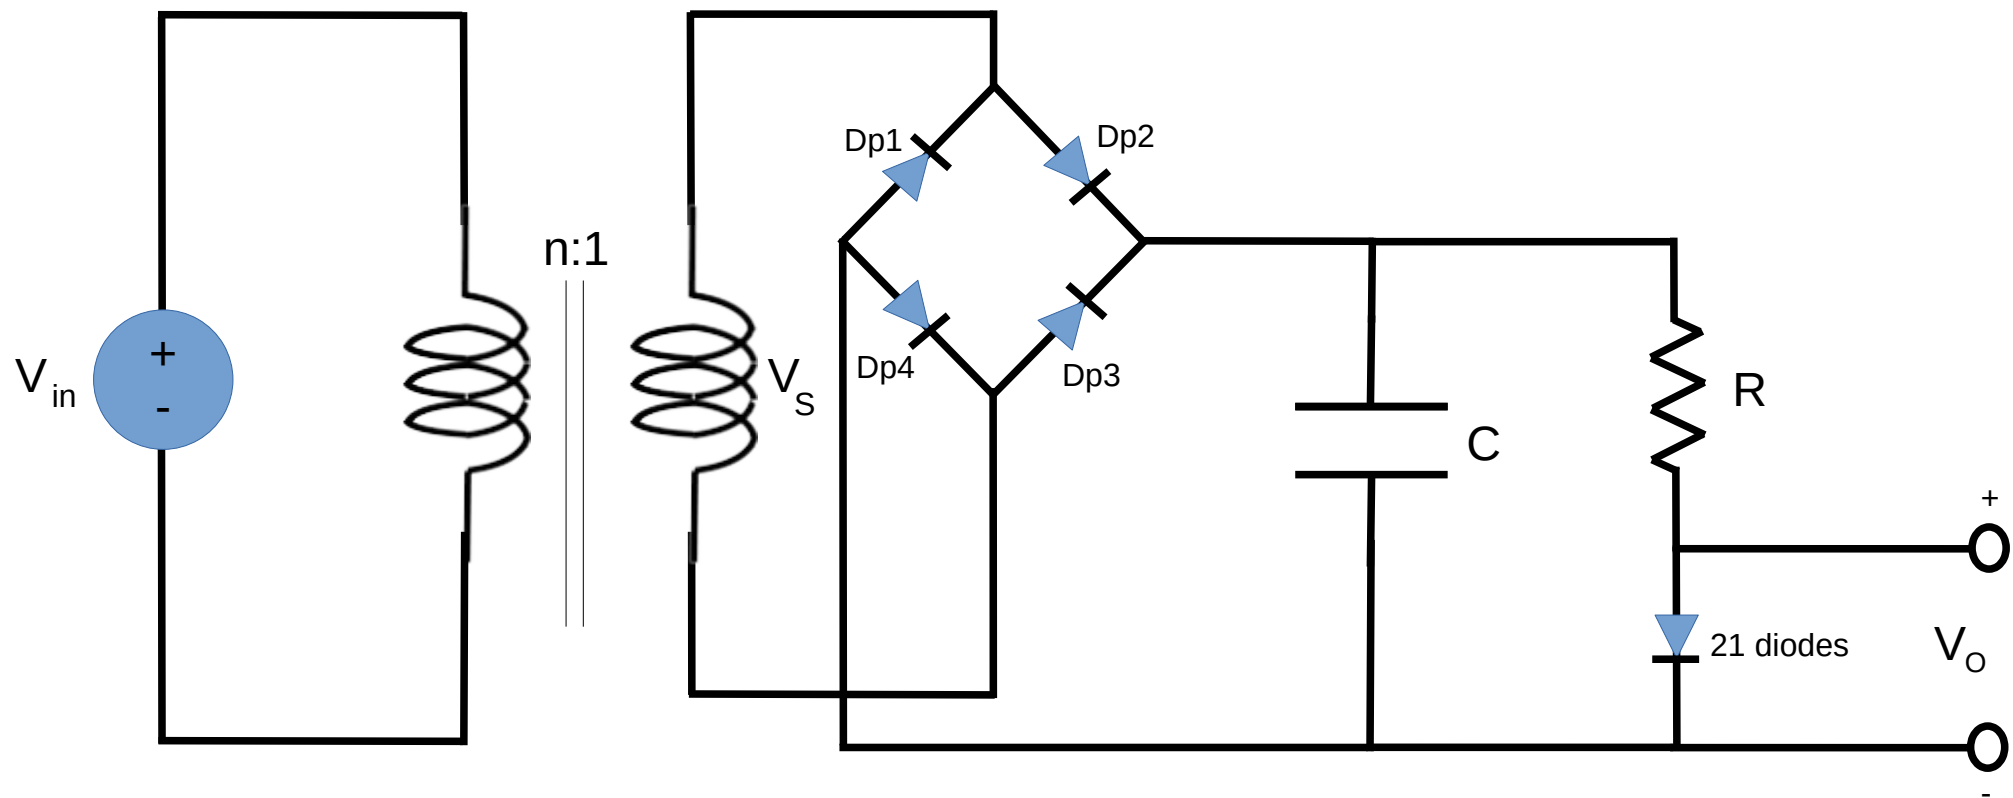 V in
+
-
n:1
V S
Dp1
Dp2
Dp4
Dp3
C
R
+
21 diodes
V O
-